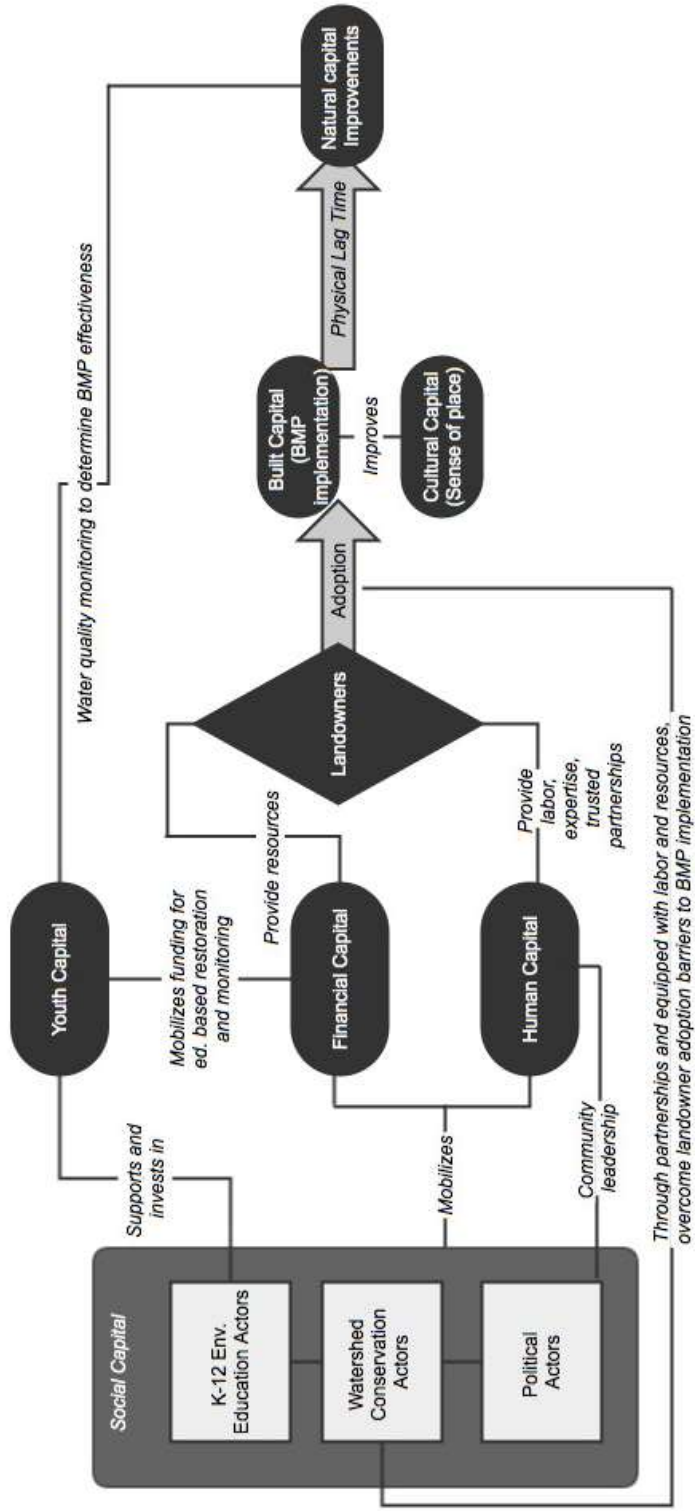 Social Capital
K-12 Env.
Education Actors
Watershed
Conservation
Actors
Political
Actors
Supports and
invests in
Mobilizes
Community
leadership
Youth Capital
Mobilizes funding for
ed. based restoration
and monitoring
Financial Capital
Human Capital
Provide resources
Provide
labor,
expertise,
trusted
partnerships
Landowners
Adoption
Built Capital
(BMP
implementation)
Improves
Cultural Capital
(Sense of place)
Physical Lag Time
Natural capital
Improvements
Water quality monitoring to determine BMP effectiveness
Through partnerships and equipped with labor and resources,
overcome landowner adoption barriers to BMP implementation